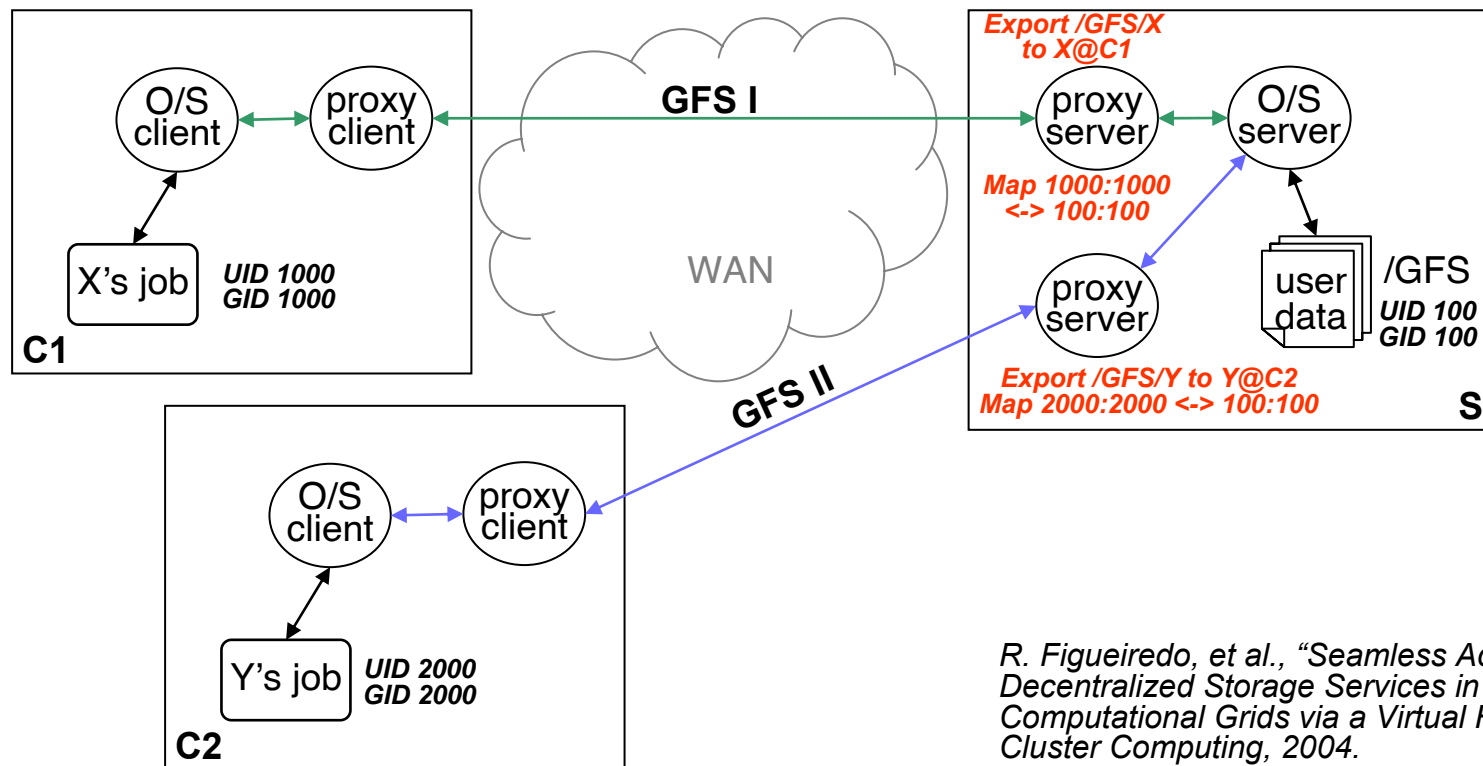 Export /GFS/X
to X@C1
O/S
client
proxy
client
GFS I
proxy
server
O/S
server
Map 1000:1000
<-> 100:100
X's job
UID 1000
GID 1000
C1
WAN
proxy
server
user
data
/GFS
UID 100
GID 100
Export /GFS/Y to Y@C2
Map 2000:2000 <-> 100:100
S
GFS II
O/S
client
proxy
client
Y's job
UID 2000
GID 2000
C2
R. Figueiredo, et al., “Seamless
Decentralized Storage Services in
Computational Grids via a Virtual
Cluster Computing, 2004.